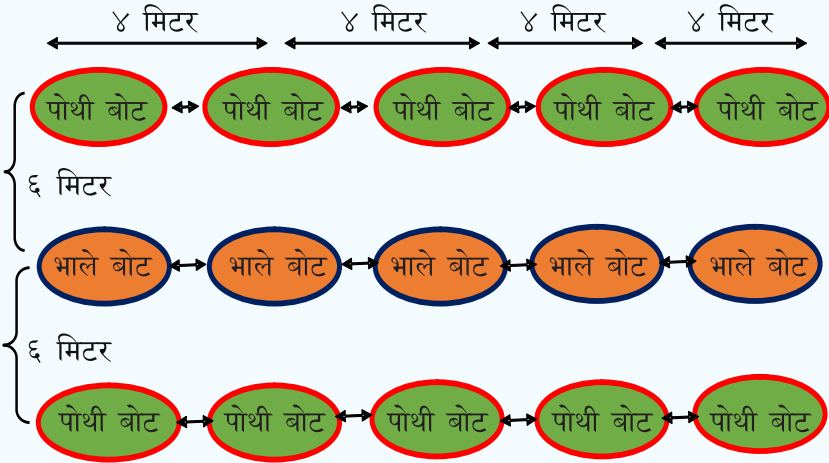 ४ मिटर ४ मिटर ४ मिटर ४ मिटर
पोथी बोट पोथी बोट पोथी बोट पोथी बोट पोथी बोट
६ मिटर
भाले बोट भाले बोट भाले बोट भाले बोट भाले बोट
६ मिटर
पोथी बोट पोथी बोट पोथी बोट पोथी बोट पोथी बोट